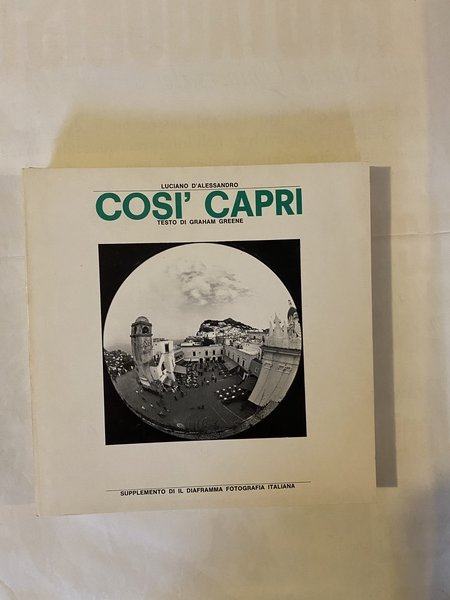 LUCIANO D'ALESSANDRO
COSI' CAPRI
TESTO DI GRAHAM GREENE
SUPPLEMENTO DI IL DIAFRAMMA FOTOGRAFIA ITALIANA